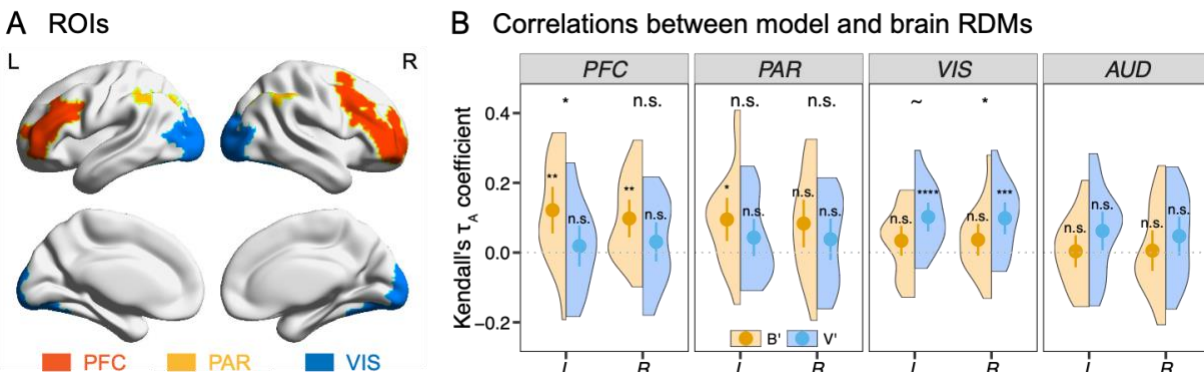 A ROIs
L R
PFC PAR VIS
B Correlations between model and brain RDMs
PFC PAR VIS AUD
Kendall's τA coefficient
0.4
0.2
0.0
−0.2
* n.s. n.s. n.s. ~ *
** n.s. ** n.s. * n.s. n.s. n.s. n.s. **** n.s. *** n.s. n.s. n.s. n.s.
B' V'
L R L R L R L R